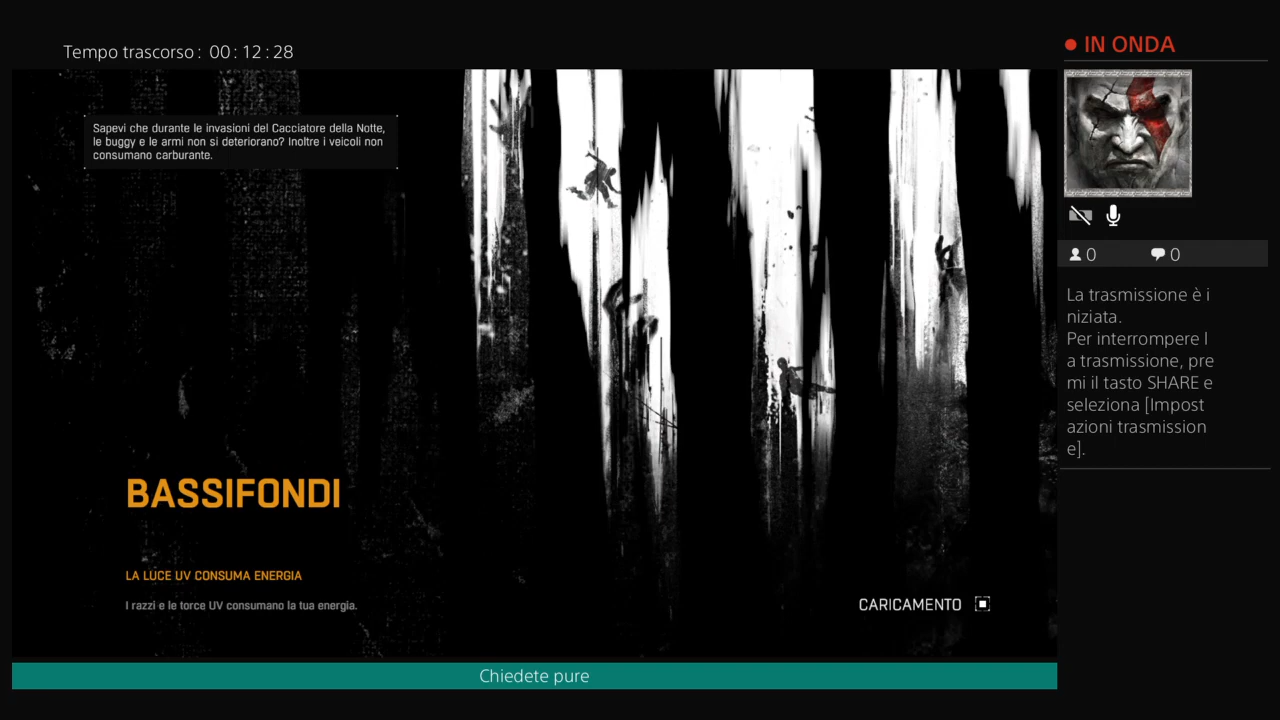 Tempo trascorso: 00:12:28
IN ONDA
Sapevi che durante le invasioni del Cacciatore della Notte,
le buggy e le armi non si deteriorano? Inoltre i veicoli non
consumano carburante.
0 0
La trasmissione è i
niziata.
Per interrompere l
a trasmissione, pre
mi il tasto SHARE e
seleziona [Impost
azioni trasmission
e].
BASSIFONDI
LA LUCE UV CONSUMA ENERGIA
I razzi e le torce UV consumano la tua energia.
CARICAMENTO
Chiedete pure